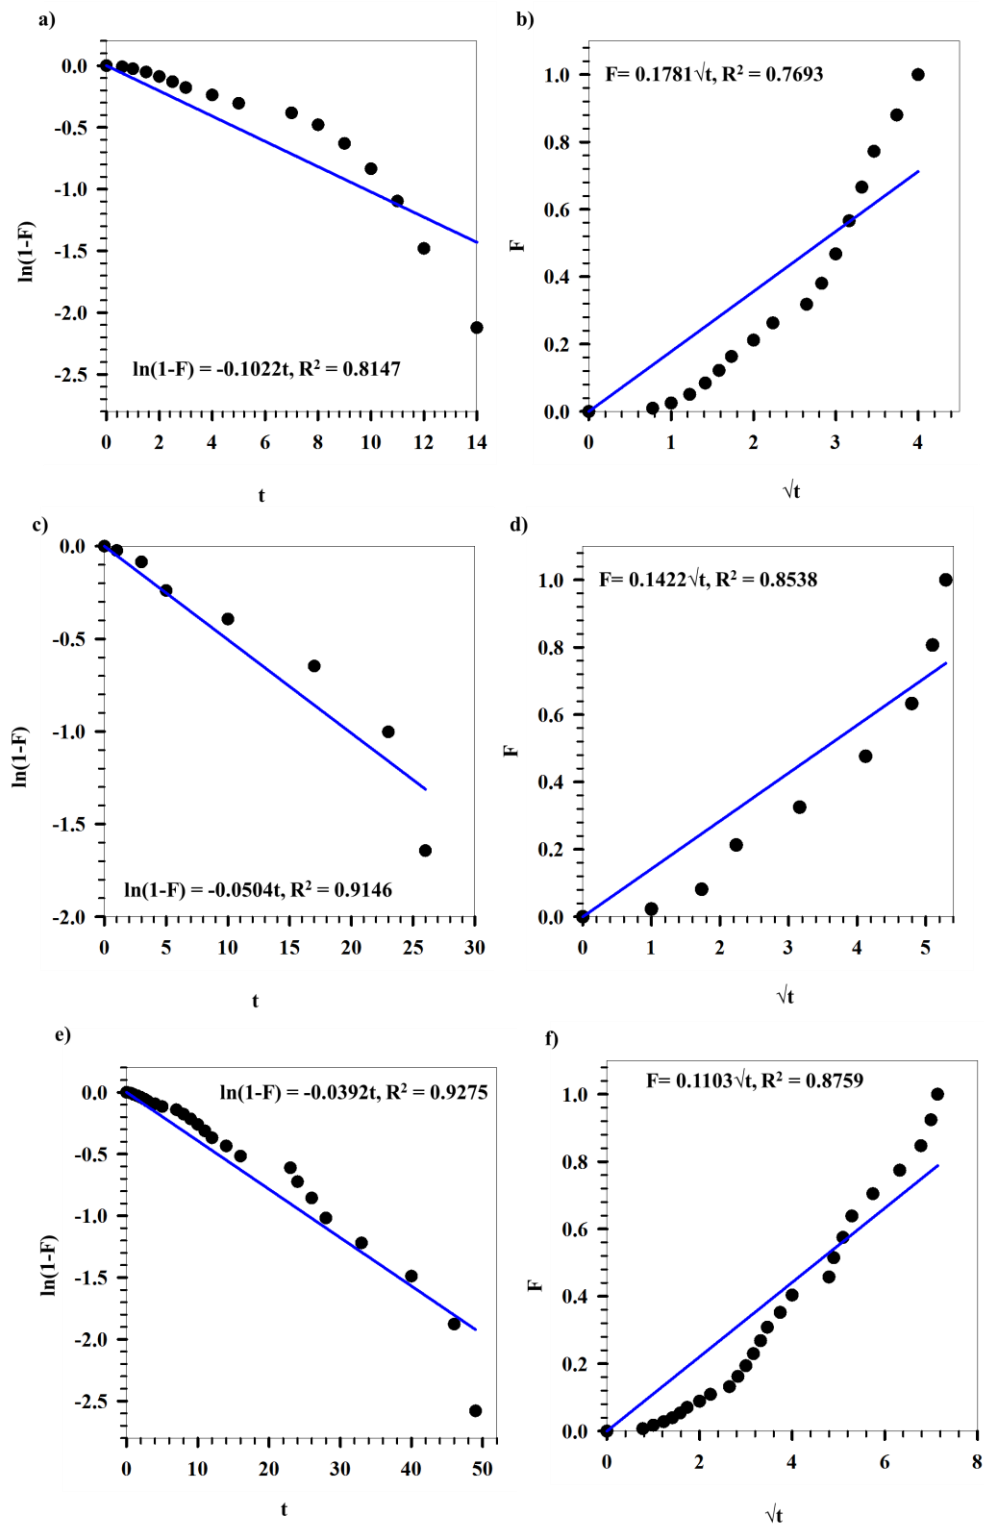 a)
0.0
-0.5
-1.0
-1.5
-2.0
-2.5
ln(1-F)
ln(1-F) = -0.1022t, R² = 0.8147
0 2 4 6 8 10 12 14
t
b)
F= 0.1781√t, R² = 0.7693
1.0
0.8
0.6
0.4
0.2
0.0
F
0 1 2 3 4
√t
c)
0.0
-0.5
-1.0
-1.5
-2.0
ln(1-F)
ln(1-F) = -0.0504t, R² = 0.9146
0 5 10 15 20 25 30
t
d)
F= 0.1422√t, R² = 0.8538
1.0
0.8
0.6
0.4
0.2
0.0
F
0 1 2 3 4 5
√t
e)
ln(1-F) = -0.0392t, R² = 0.9275
0.0
-0.5
-1.0
-1.5
-2.0
-2.5
ln(1-F)
0 10 20 30 40 50
t
f)
F= 0.1103√t, R² = 0.8759
1.0
0.8
0.6
0.4
0.2
0.0
F
0 2 4 6 8
√t